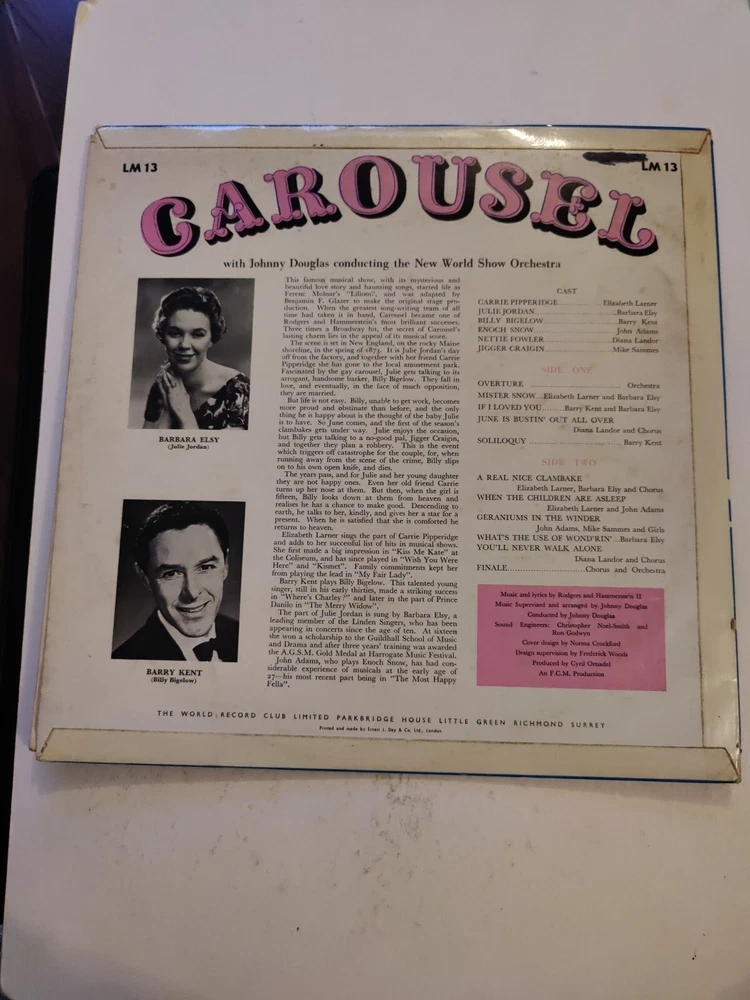 LM 13
LM 13
CAROUSEL
with Johnny Douglas conducting the New World Show Orchestra
BARBARA ELSY
(Julie Jordan)
BARRY KENT
(Billy Bigelow)
This famous musical show, with its mysterious and
beautiful love story and haunting songs, started life as
Ferenc Molnar's "Liliom", and was adapted by
Benjamin F. Glazer to make the original stage pro-
duction. When the greatest song-writing team of all
time had taken it in hand, Carousel became one of
Rodgers and Hammerstein's most brilliant successes.
Three times a Broadway hit, the secret of Carousel's
lasting charm lies in the appeal of its musical score.
The scene is set in New England, on the rocky Maine
shoreline, in the spring of 1873. It is Julie Jordan's day
off from the factory, and together with her friend Carrie
Pipperidge she has gone to the local amusement park.
Fascinated by the gay carousel, Julie gets talking to its
arrogant, handsome barker, Billy Bigelow. They fall in
love, and eventually, in the face of much opposition,
they are married.
But life is not easy. Billy, unable to get work, becomes
more proud and obstinate than before, and the only
thing he is happy about is the thought of the baby Julie
is to have. So June comes, and the first of the season's
clambakes gets under way. Julie enjoys the occasion,
but Billy gets talking to a no-good pal, Jigger Craigin,
and together they plan a robbery. This is the event
which triggers off catastrophe for the couple, for, when
running away from the scene of the crime, Billy slips
on to his own open knife, and dies.
The years pass, and for Julie and her young daughter
they are not happy ones. Even her old friend Carrie
turns up her nose at them. But then, when the girl is
fifteen, Billy looks down at them from heaven and
realises he has a chance to make good. Descending to
earth, he talks to her, kindly, and gives her a star for a
present. When he is satisfied that she is comforted he
returns to heaven.
Elizabeth Larner sings the part of Carrie Pipperidge
and adds to her successful list of hits in musical shows.
She first made a big impression in "Kiss Me Kate" at
the Coliseum, and has since played in "Wish You Were
Here" and "Kismet". Family commitments kept her
from playing the lead in "My Fair Lady".
Barry Kent plays Billy Bigelow. This talented young
singer, still in his early thirties, made a striking success
in "Where's Charley?" and later in the part of Prince
Danilo in "The Merry Widow".
The part of Julie Jordan is sung by Barbara Elsy, a
leading member of the Linden Singers, who has been
appearing in concerts since the age of ten. At sixteen
she won a scholarship to the Guildhall School of Music
and Drama and after three years' training was awarded
the A.G.S.M. Gold Medal at Harrogate Music Festival.
John Adams, who plays Enoch Snow, has had con-
siderable experience of musicals at the early age of
27—his most recent part being in "The Most Happy
Fella".
CAST
CARRIE PIPPERIDGE ........ Elizabeth Larner
JULIE JORDAN ........ Barbara Elsy
BILLY BIGELOW ........ Barry Kent
ENOCH SNOW ........ John Adams
NETTIE FOWLER ........ Diana Landor
JIGGER CRAIGIN ........ Mike Sammes
SIDE ONE
OVERTURE ........ Orchestra
MISTER SNOW ... Elizabeth Larner and Barbara Elsy
IF I LOVED YOU ...... Barry Kent and Barbara Elsy
JUNE IS BUSTIN' OUT ALL OVER
Diana Landor and Chorus
SOLILOQUY ........ Barry Kent
SIDE TWO
A REAL NICE CLAMBAKE
Elizabeth Larner, Barbara Elsy and Chorus
WHEN THE CHILDREN ARE ASLEEP
Elizabeth Larner and John Adams
GERANIUMS IN THE WINDER
John Adams, Mike Sammes and Girls
WHAT'S THE USE OF WOND'RIN' ... Barbara Elsy
YOU'LL NEVER WALK ALONE
Diana Landor and Chorus
FINALE ........ Chorus and Orchestra
Music and lyrics by Rodgers and Hammerstein II
Music Supervised and arranged by Johnny Douglas
Conducted by Johnny Douglas
Sound Engineers: Christopher Noel-Smith and
Ron Godwyn
Cover design by Norma Crockford
Design supervision by Frederick Woods
Produced by Cyril Ornadel
An F.C.M. Production
THE WORLD RECORD CLUB LIMITED PARKBRIDGE HOUSE LITTLE GREEN RICHMOND SURREY
Printed and made by Ernest J. Day & Co. Ltd., London